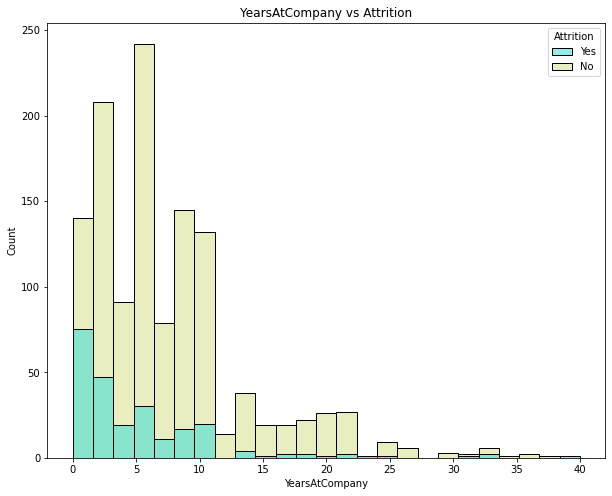 YearsAtCompany vs Attrition
Attrition
Yes
No
250
200
150
100
50
0
Count
0 5 10 15 20 25 30 35 40
YearsAtCompany